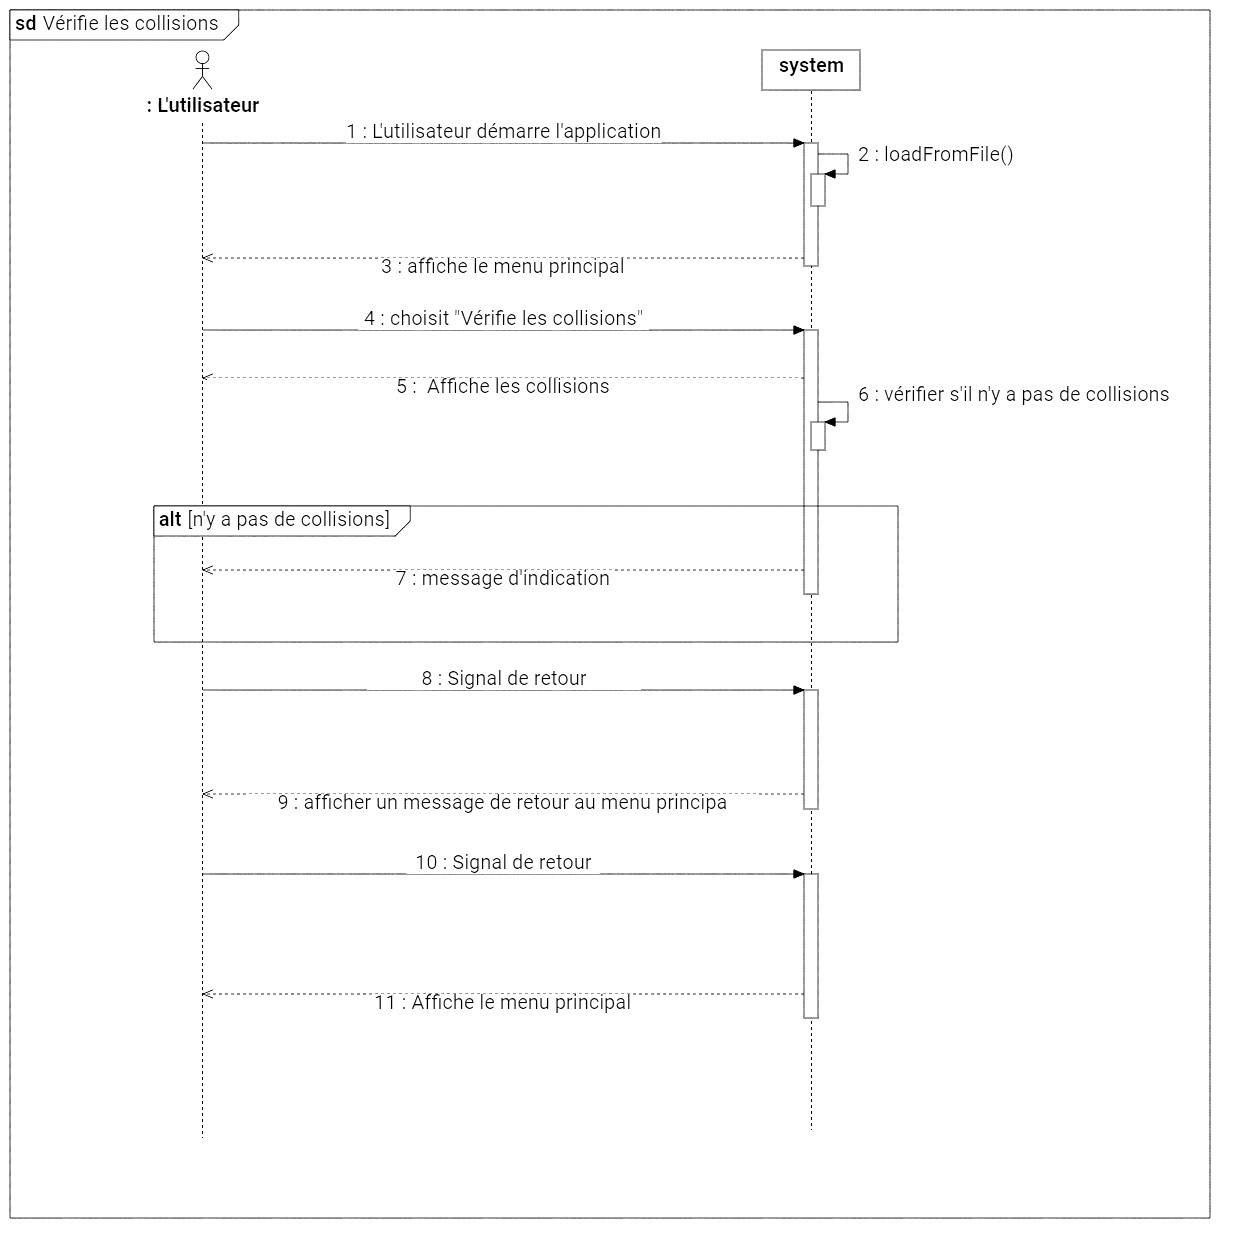 sd Vérifie les collisions
system
: L'utilisateur
1 : L'utilisateur démarre l'application
2 : loadFromFile()
3 : affiche le menu principal
4 : choisit "Vérifie les collisions"
5 : Affiche les collisions
6 : vérifier s'il n'y a pas de collisions
alt [n'y a pas de collisions]
7 : message d'indication
8 : Signal de retour
9 : afficher un message de retour au menu principa
10 : Signal de retour
11 : Affiche le menu principal